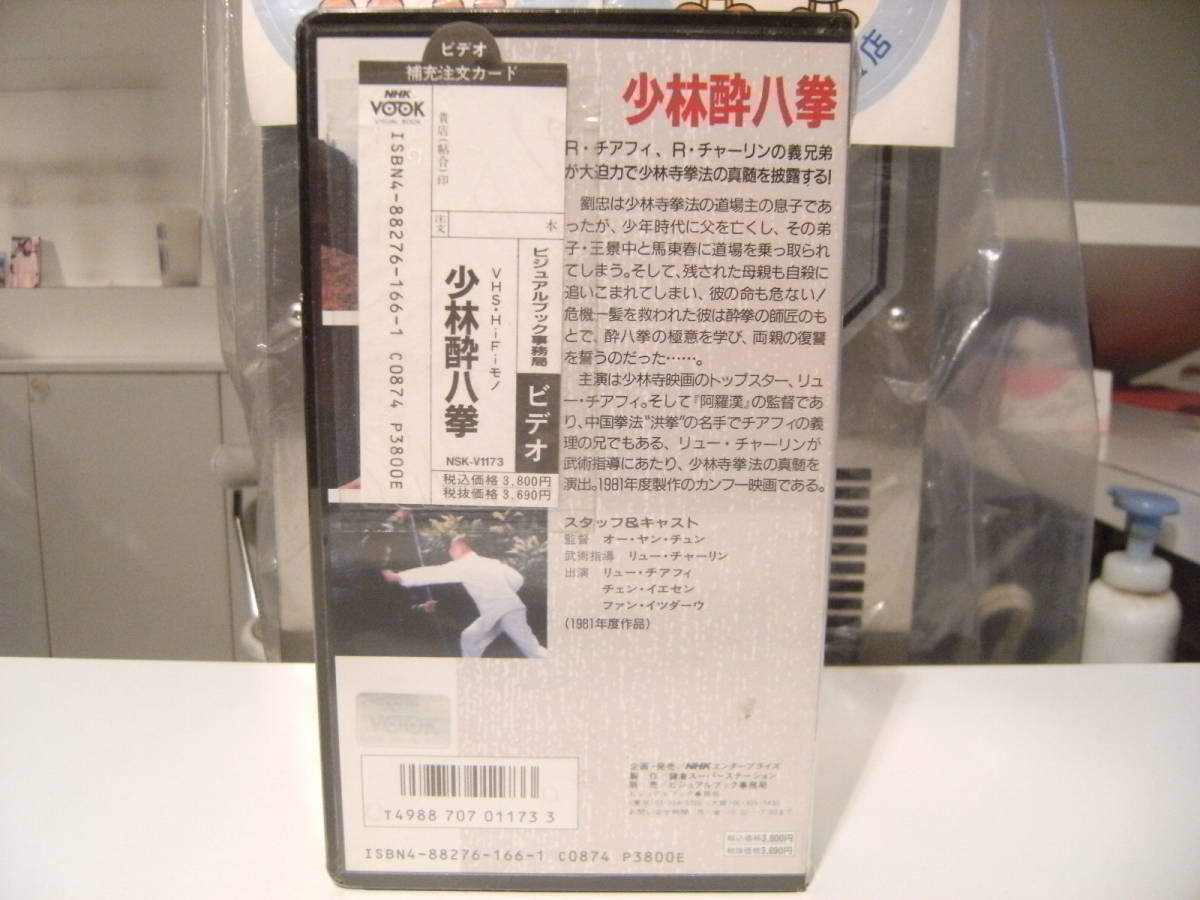 店
ビデオ
補充注文カード
NHK
VOOK
VISUAL BOOK
ISBN4-88276-166-1 C0874 P3800E
貴店(帖合)印
注文
本
ビジュアルブック事務局
ビデオ
VHS・HiFiモノ
少林酔八拳
NSK-V1173
税込価格3,800円
税抜価格3,690円
少林酔八拳
R・チアフィ、R・チャーリンの義兄弟
が大迫力で少林寺拳法の真髄を披露する!
劉忠は少林寺拳法の道場主の息子であ
ったが、少年時代に父を亡くし、その弟
子・王景中と馬東春に道場を乗っ取られ
てしまう。そして、残された母親も自殺に
追いこまれてしまい、彼の命も危ない!
危機一髪を救われた彼は酔拳の師匠のも
とで、酔八拳の極意を学び、両親の復讐
を誓うのだった……。
主演は少林寺映画のトップスター、リュ
ー・チアフィ。そして『阿羅漢』の監督であ
り、中国拳法“洪拳”の名手でチアフィの義
理の兄でもある、リュー・チャーリンが
武術指導にあたり、少林寺拳法の真髄を
演出。1981年度製作のカンフー映画である。
スタッフ&キャスト
監督 オー・ヤン・チュン
武術指導 リュー・チャーリン
出演 リュー・チアフィ
チェン・イエセン
ファン・イツダーウ
(1981年度作品)
VOOK
T4988 707 01173 3
企画・発売/NHKエンタープライズ
製作/鎌倉スーパーステーション
販売/ビジュアルブック事務局
税込価格3,800円
税抜価格3,690円
ISBN4-88276-166-1 C0874 P3800E